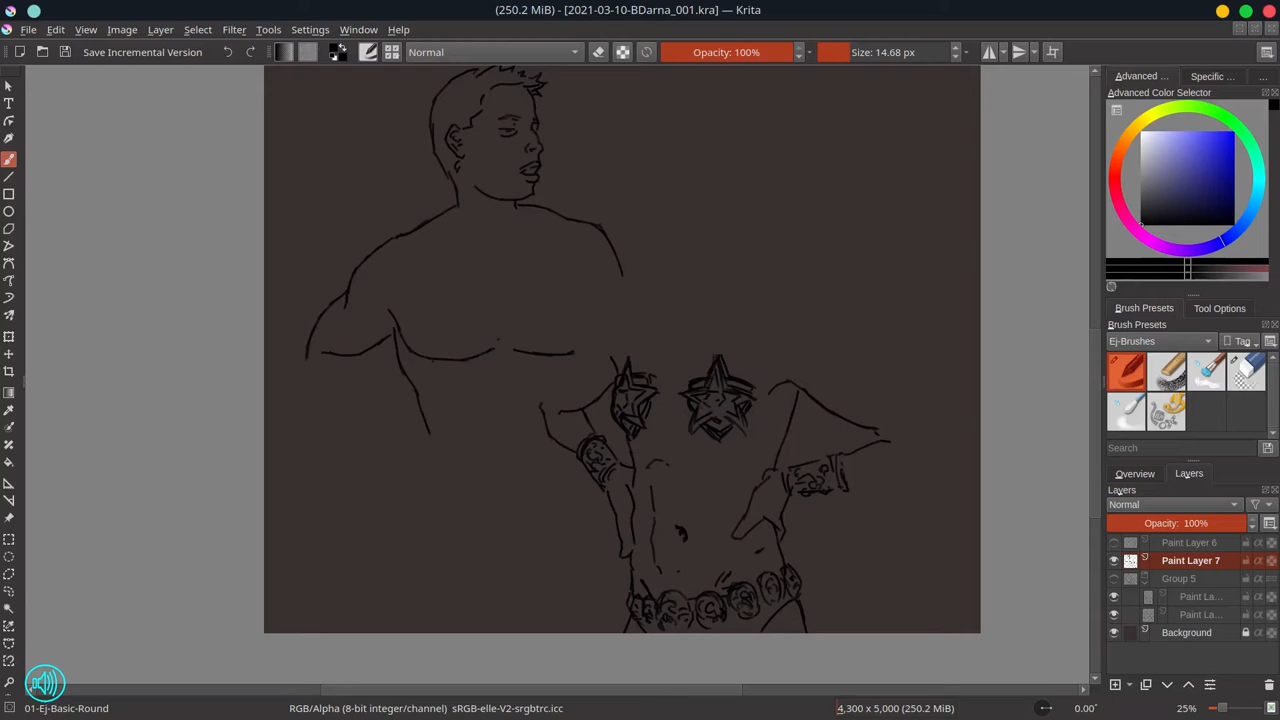 (250.2 MiB) • [2021-03-10-BDarna_001.kra] — Krita
File Edit View Image Layer Select Filter Tools Settings Window Help
Save Incremental Version Normal Opacity: 100% Size: 14.68 px
Advanced ... Specific ... ...
Advanced Color Selector
Brush Presets Tool Options
Brush Presets
Ej-Brushes Tag
Search
Overview Layers
Layers
Normal
Opacity: 100%
Paint Layer 6
Paint Layer 7
Group 5
Paint La...
Paint La...
Background
01-Ej-Basic-Round RGB/Alpha (8-bit integer/channel) sRGB-elle-V2-srgbtrc.icc 4,300 x 5,000 (250.2 MiB) 0.00° 25%